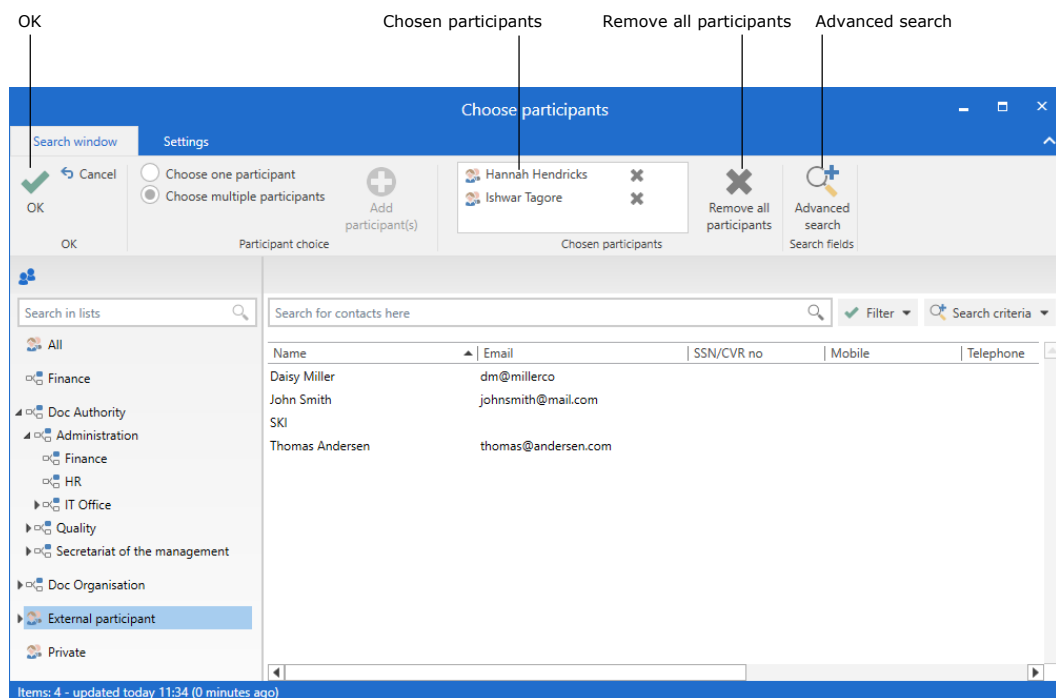 OK Chosen participants Remove all participants Advanced search
Choose participants
Search window Settings
Cancel
OK
OK
Choose one participant
Choose multiple participants
Add
participant(s)
Participant choice
Hannah Hendricks
Ishwar Tagore
Chosen participants
Remove all
participants
Advanced
search
Search fields
Search in lists
All
Finance
Doc Authority
Administration
Finance
HR
IT Office
Quality
Secretariat of the management
Doc Organisation
External participant
Private
Search for contacts here Filter Search criteria
Name Email SSN/CVR no Mobile Telephone
Daisy Miller dm@millerco
John Smith johnsmith@mail.com
SKI
Thomas Andersen thomas@andersen.com
Items: 4 - updated today 11:34 (0 minutes ago)